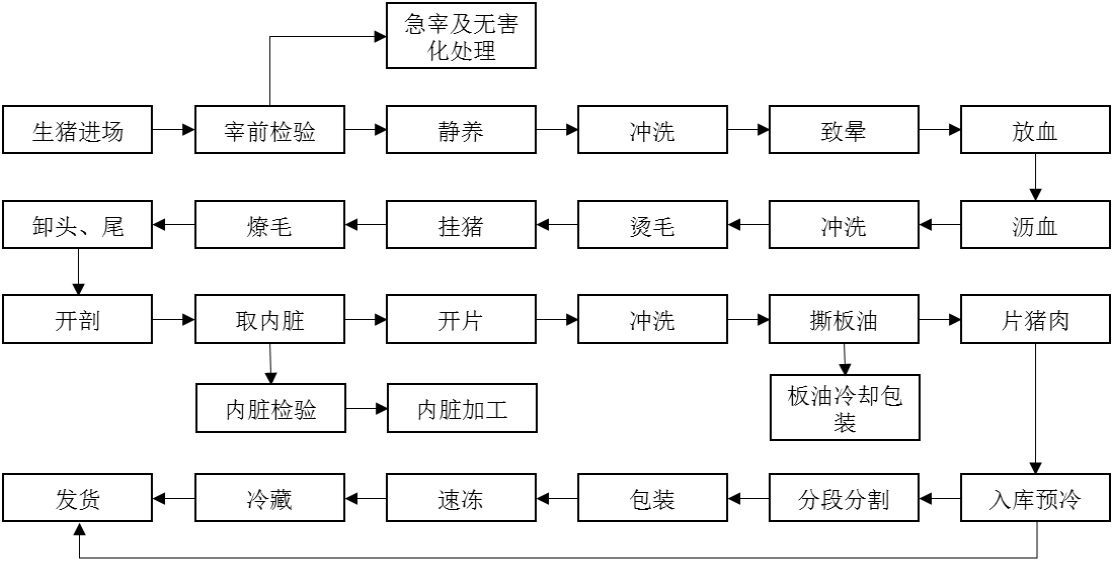 急宰及无害
化处理
生猪进场
宰前检验
静养
冲洗
致晕
放血
卸头、尾
燎毛
挂猪
烫毛
冲洗
沥血
开剖
取内脏
开片
冲洗
撕板油
片猪肉
内脏检验
内脏加工
板油冷却包
装
发货
冷藏
速冻
包装
分段分割
入库预冷